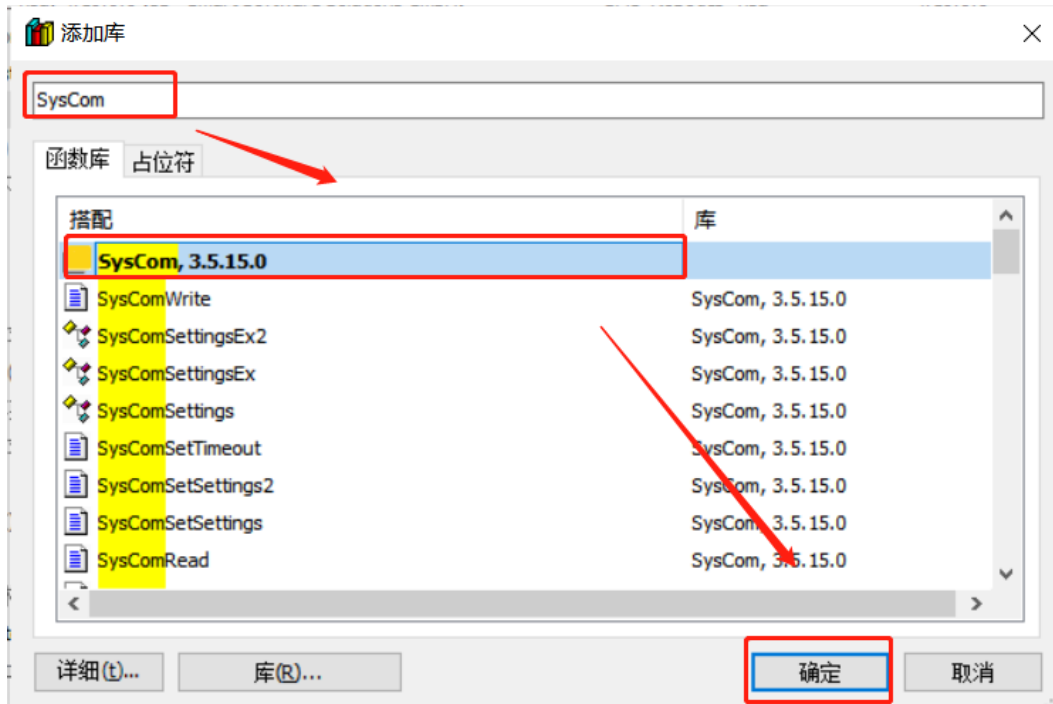 添加库
SysCom
函数库 占位符
搭配 库
SysCom, 3.5.15.0
SysComWrite SysCom, 3.5.15.0
SysComSettingsEx2 SysCom, 3.5.15.0
SysComSettingsEx SysCom, 3.5.15.0
SysComSettings SysCom, 3.5.15.0
SysComSetTimeout SysCom, 3.5.15.0
SysComSetSettings2 SysCom, 3.5.15.0
SysComSetSettings SysCom, 3.5.15.0
SysComRead SysCom, 3.5.15.0
详细(t)... 库(R)... 确定 取消